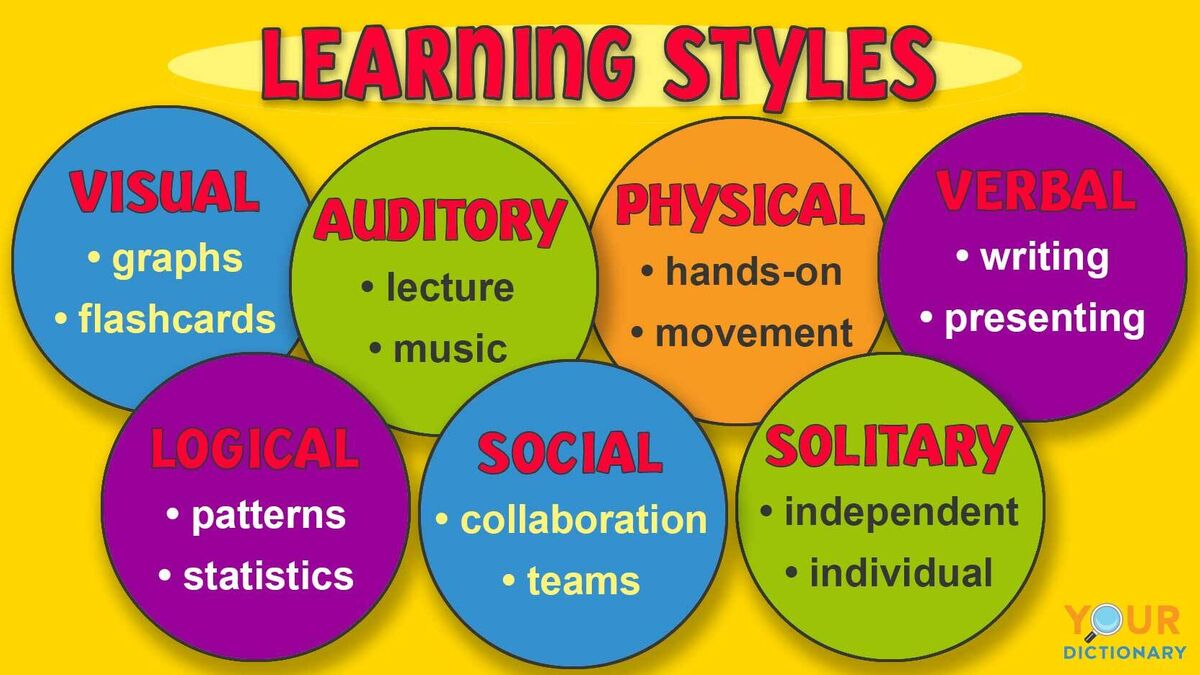 LEARNING STYLES
VISUAL
• graphs
• flashcards
AUDITORY
• lecture
• music
PHYSICAL
• hands-on
• movement
VERBAL
• writing
• presenting
LOGICAL
• patterns
• statistics
SOCIAL
• collaboration
• teams
SOLITARY
• independent
• individual
YOUR
DICTIONARY